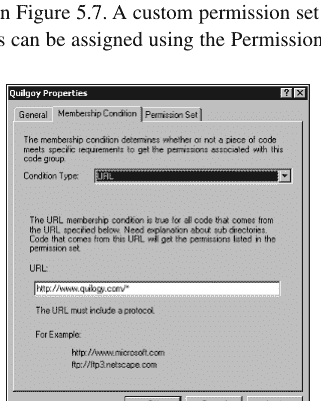 n Figure 5.7. A custom permission set
s can be assigned using the Permission
Quilgoy Properties
General Membership Condition Permission Set
The membership condition determines whether or not a piece of code
meets specific requirements to get the permissions associated with this
code group.
Condition Type: URL
The URL membership condition is true for all code that comes from
the URL specified below. Need explanation about sub directories.
Code that comes from this URL will get the permissions listed in the
permission set.
URL:
http://www.quilogy.com/*
The URL must include a protocol.
For Example:
http://www.microsoft.com
ftp://ftp3.netscape.com